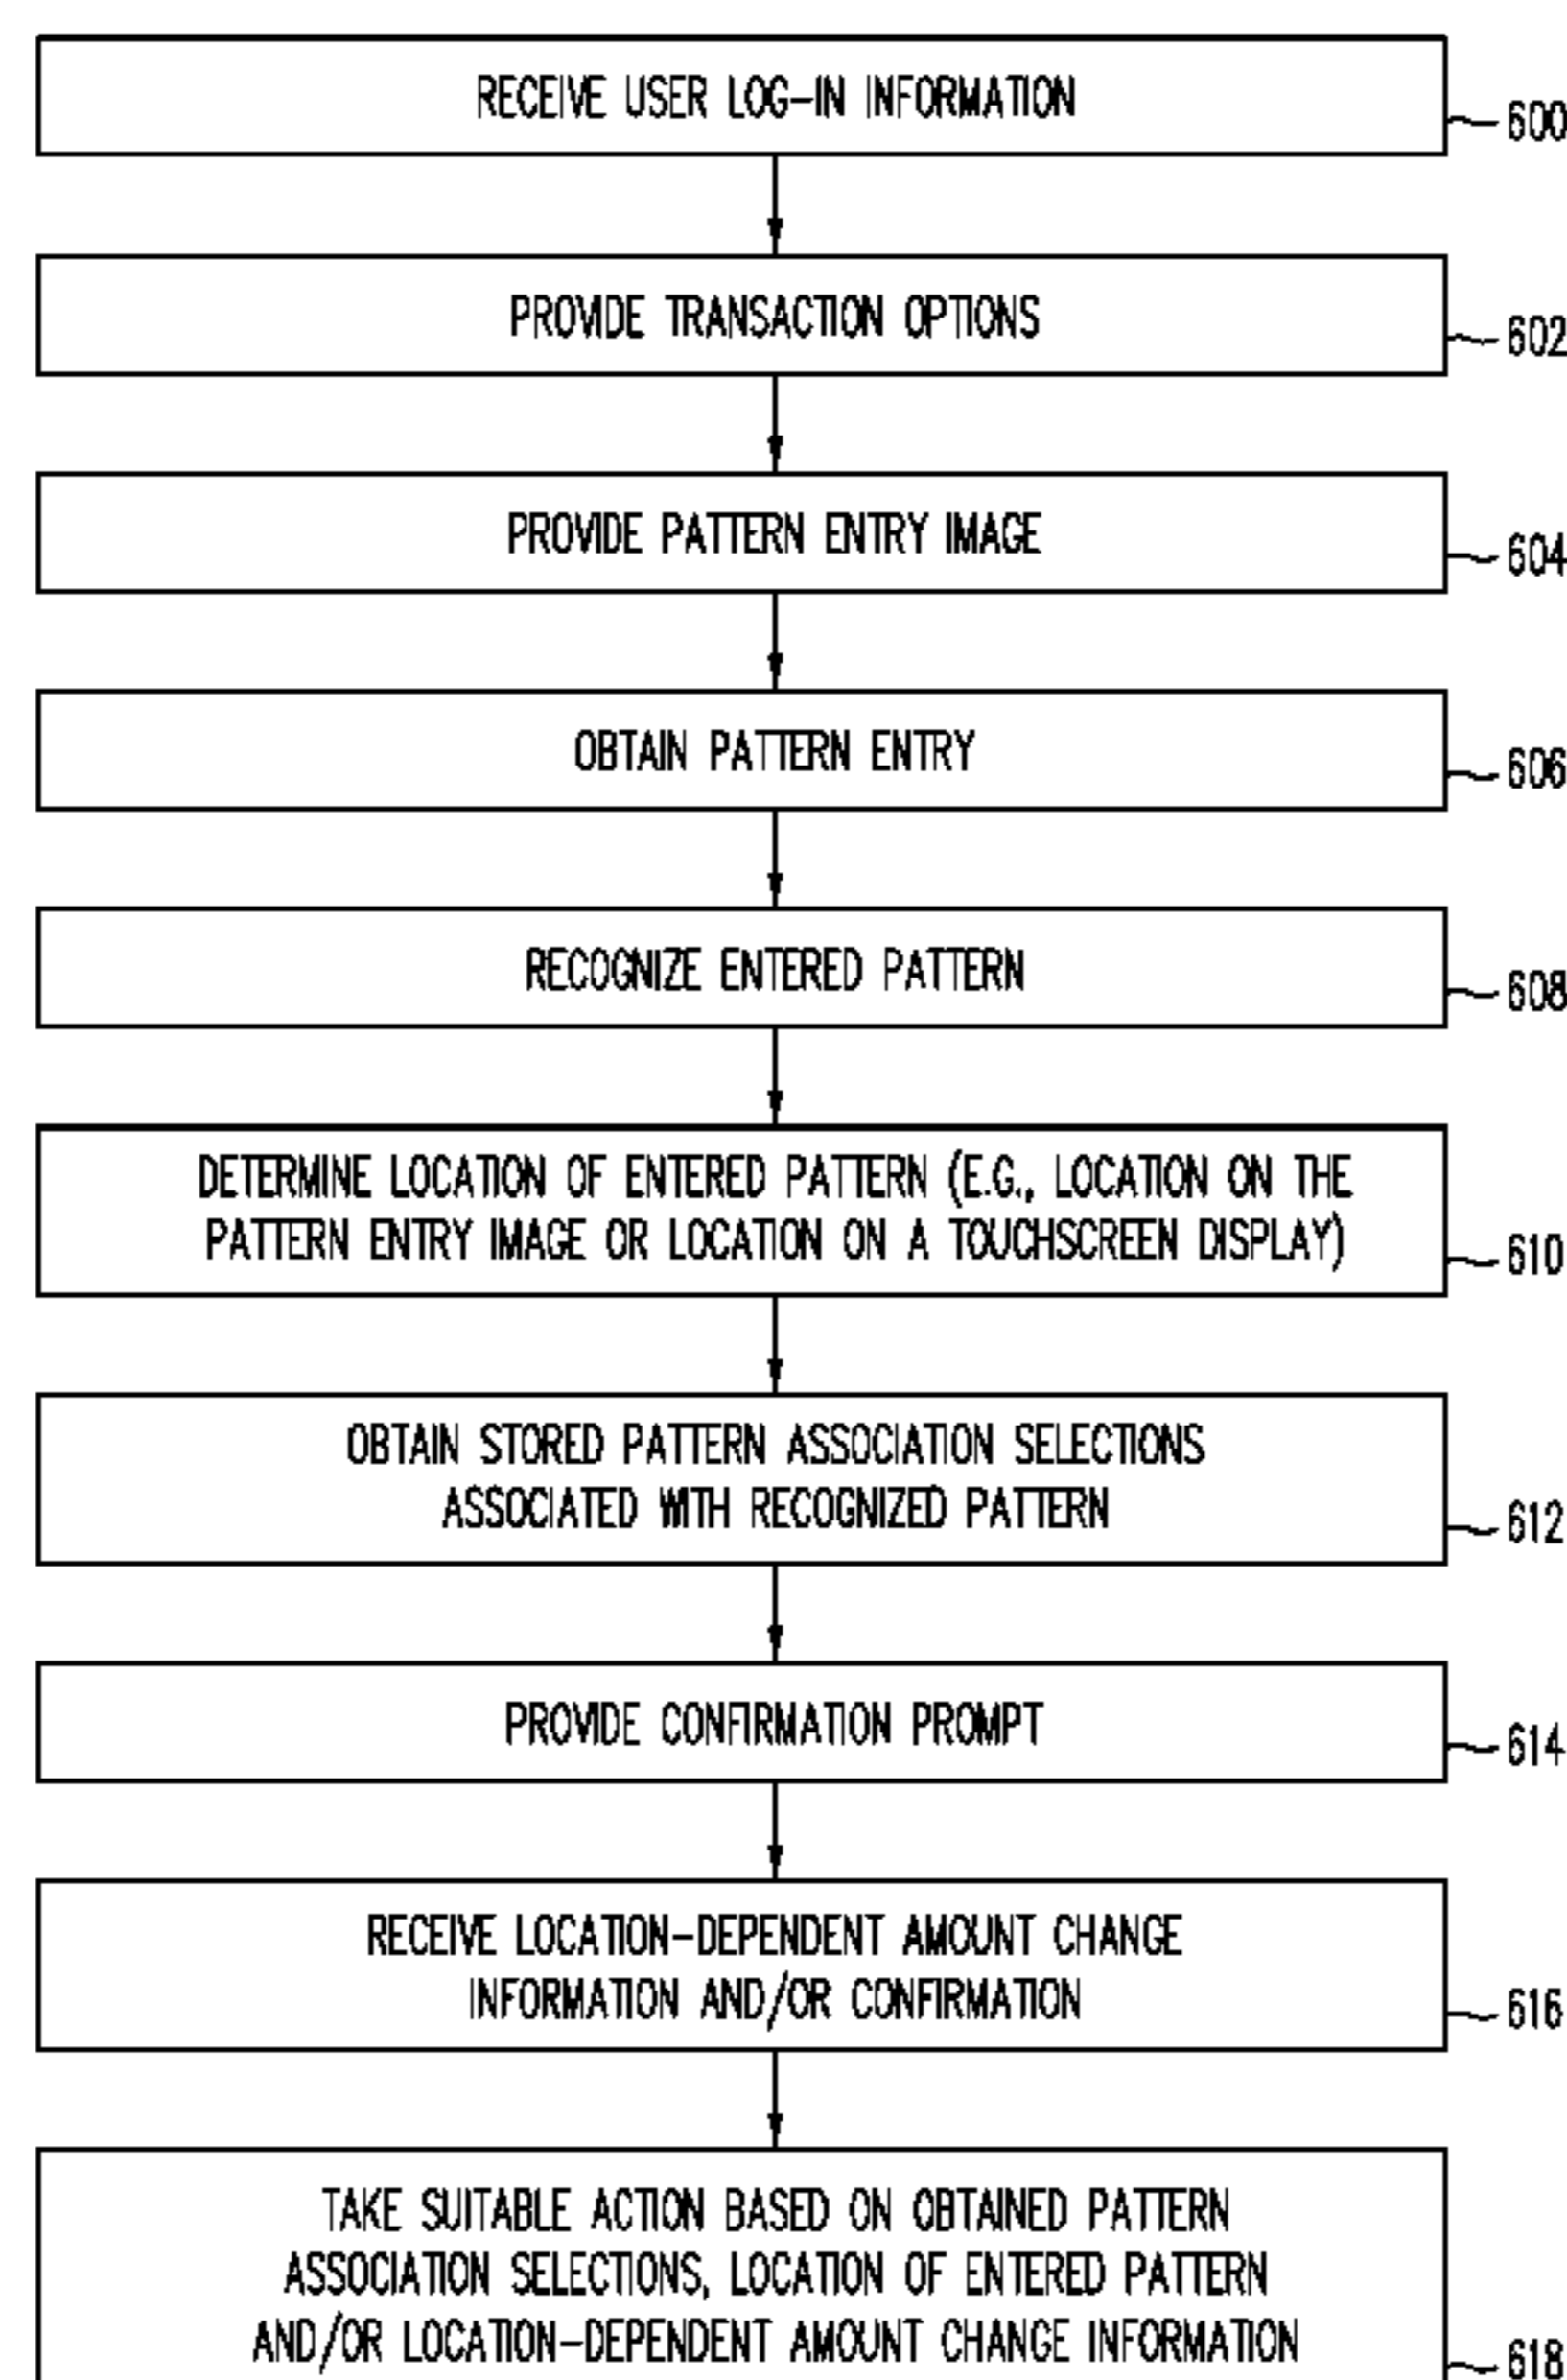 RECEIVE USER LOG-IN INFORMATION
600
PROVIDE TRANSACTION OPTIONS
602
PROVIDE PATTERN ENTRY IMAGE
604
OBTAIN PATTERN ENTRY
606
RECOGNIZE ENTERED PATTERN
608
DETERMINE LOCATION OF ENTERED PATTERN (E.G., LOCATION ON THE
PATTERN ENTRY IMAGE OR LOCATION ON A TOUCHSCREEN DISPLAY)
610
OBTAIN STORED PATTERN ASSOCIATION SELECTIONS
ASSOCIATED WITH RECOGNIZED PATTERN
612
PROVIDE CONFIRMATION PROMPT
614
RECEIVE LOCATION-DEPENDENT AMOUNT CHANGE
INFORMATION AND/OR CONFIRMATION
616
TAKE SUITABLE ACTION BASED ON OBTAINED PATTERN
ASSOCIATION SELECTIONS, LOCATION OF ENTERED PATTERN
AND/OR LOCATION-DEPENDENT AMOUNT CHANGE INFORMATION
618